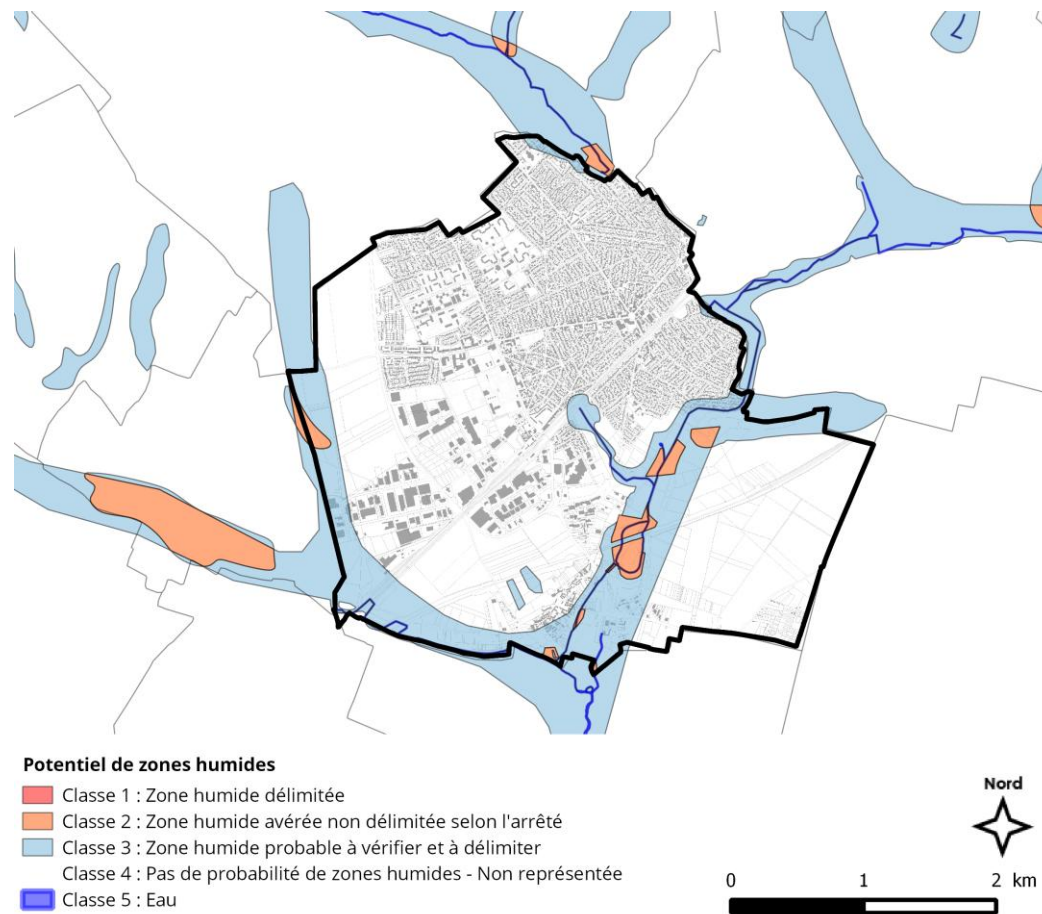 Potentiel de zones humides
Classe 1 : Zone humide délimitée
Classe 2 : Zone humide avérée non délimitée selon l'arrêté
Classe 3 : Zone humide probable à vérifier et à délimiter
Classe 4 : Pas de probabilité de zones humides - Non représentée
Classe 5 : Eau
Nord
0 1 2 km